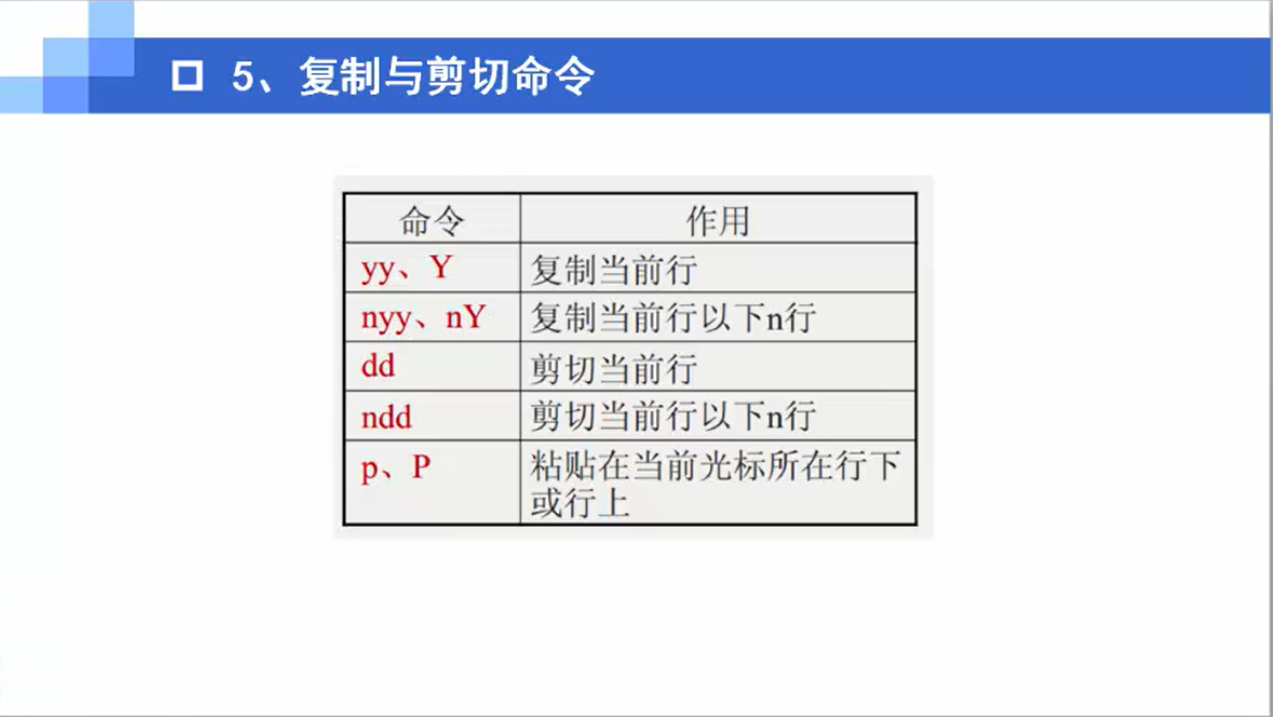 5、复制与剪切命令
命令 作用
yy、Y 复制当前行
nyy、nY 复制当前行以下n行
dd 剪切当前行
ndd 剪切当前行以下n行
p、P 粘贴在当前光标所在行下
或行上